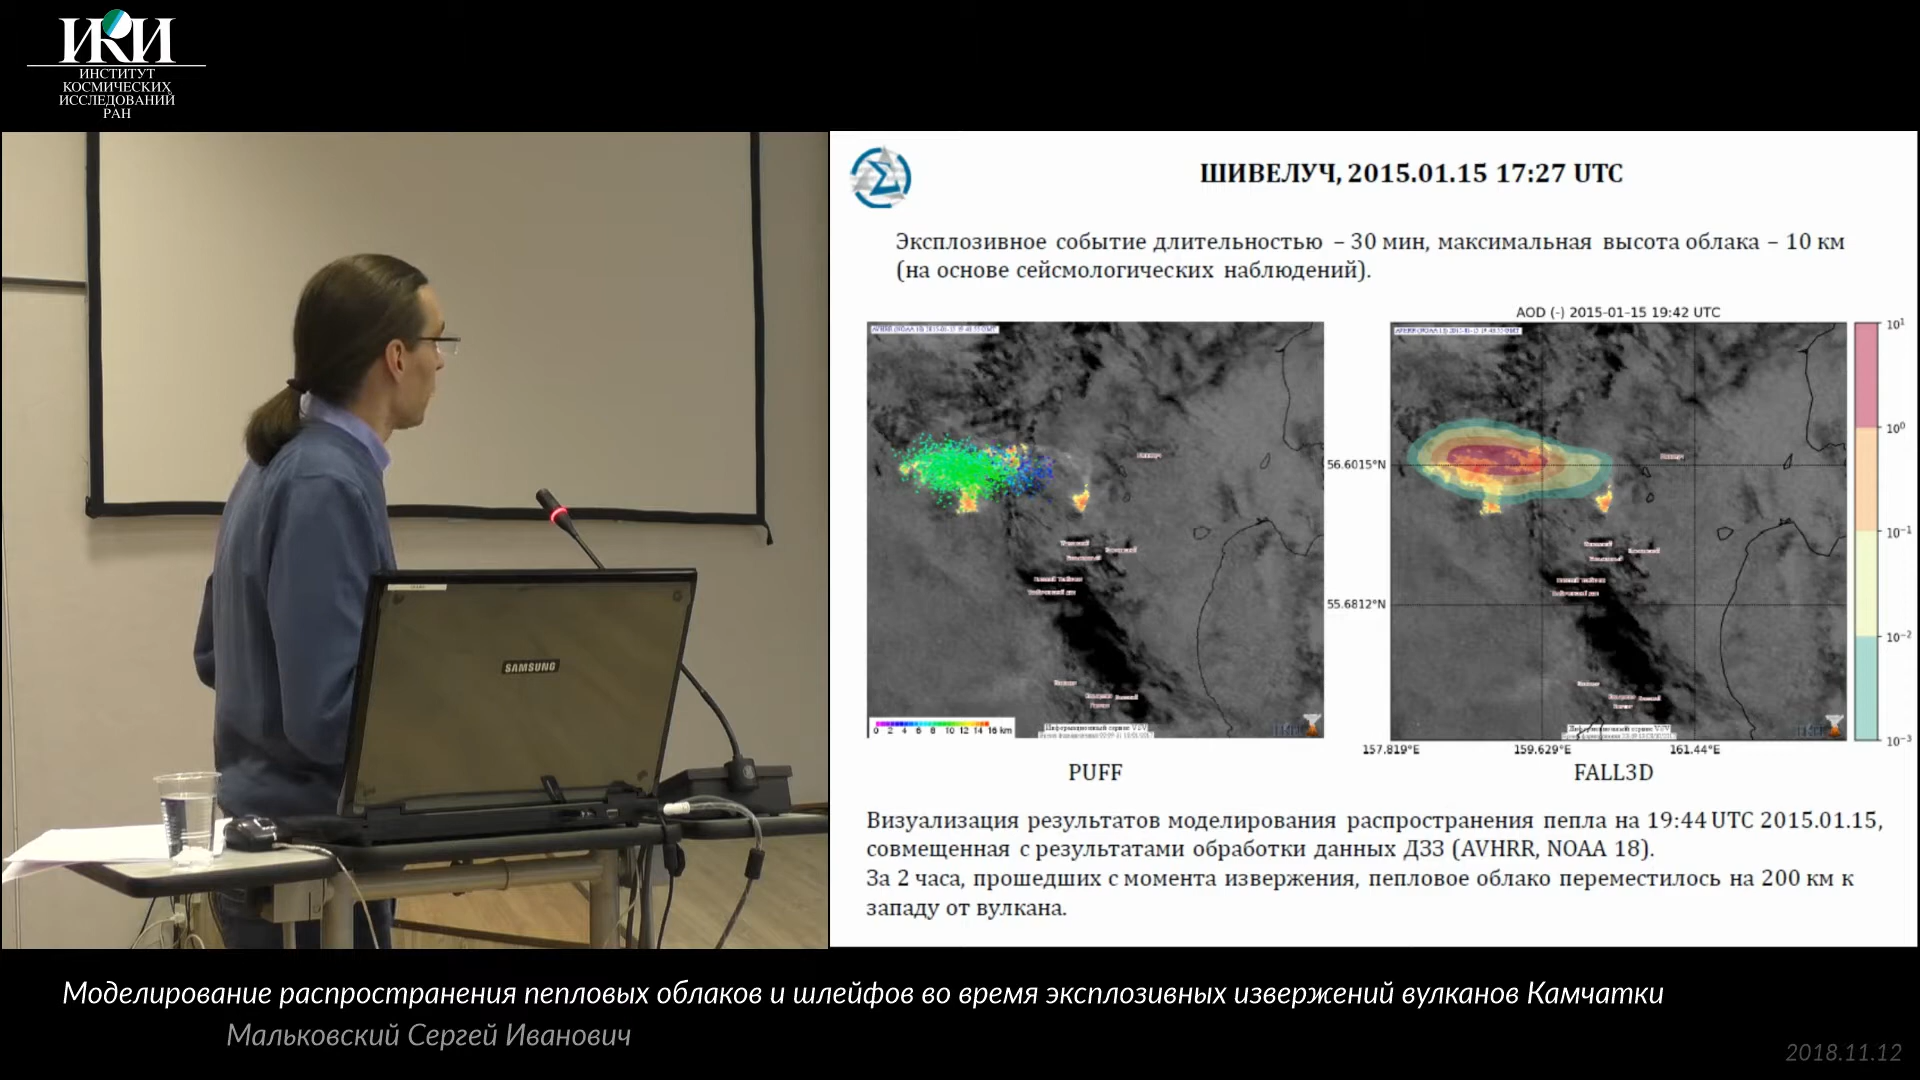 ИКИ
ИНСТИТУТ
КОСМИЧЕСКИХ
ИССЛЕДОВАНИЙ
РАН
SAMSUNG
ШИВЕЛУЧ, 2015.01.15 17:27 UTC
Эксплозивное событие длительностью – 30 мин, максимальная высота облака – 10 км
(на основе сейсмологических наблюдений).
AOD (-) 2015-01-15 19:42 UTC
10¹
10⁰
10⁻¹
10⁻²
10⁻³
56.6015°N
55.6812°N
0 2 4 6 8 10 12 14 16 km
157.819°E 159.629°E 161.44°E
PUFF
FALL3D
Визуализация результатов моделирования распространения пепла на 19:44 UTC 2015.01.15,
совмещенная с результатами обработки данных ДЗЗ (AVHRR, NOAA 18).
За 2 часа, прошедших с момента извержения, пепловое облако переместилось на 200 км к
западу от вулкана.
Моделирование распространения пепловых облаков и шлейфов во время эксплозивных извержений вулканов Камчатки
Мальковский Сергей Иванович
2018.11.12